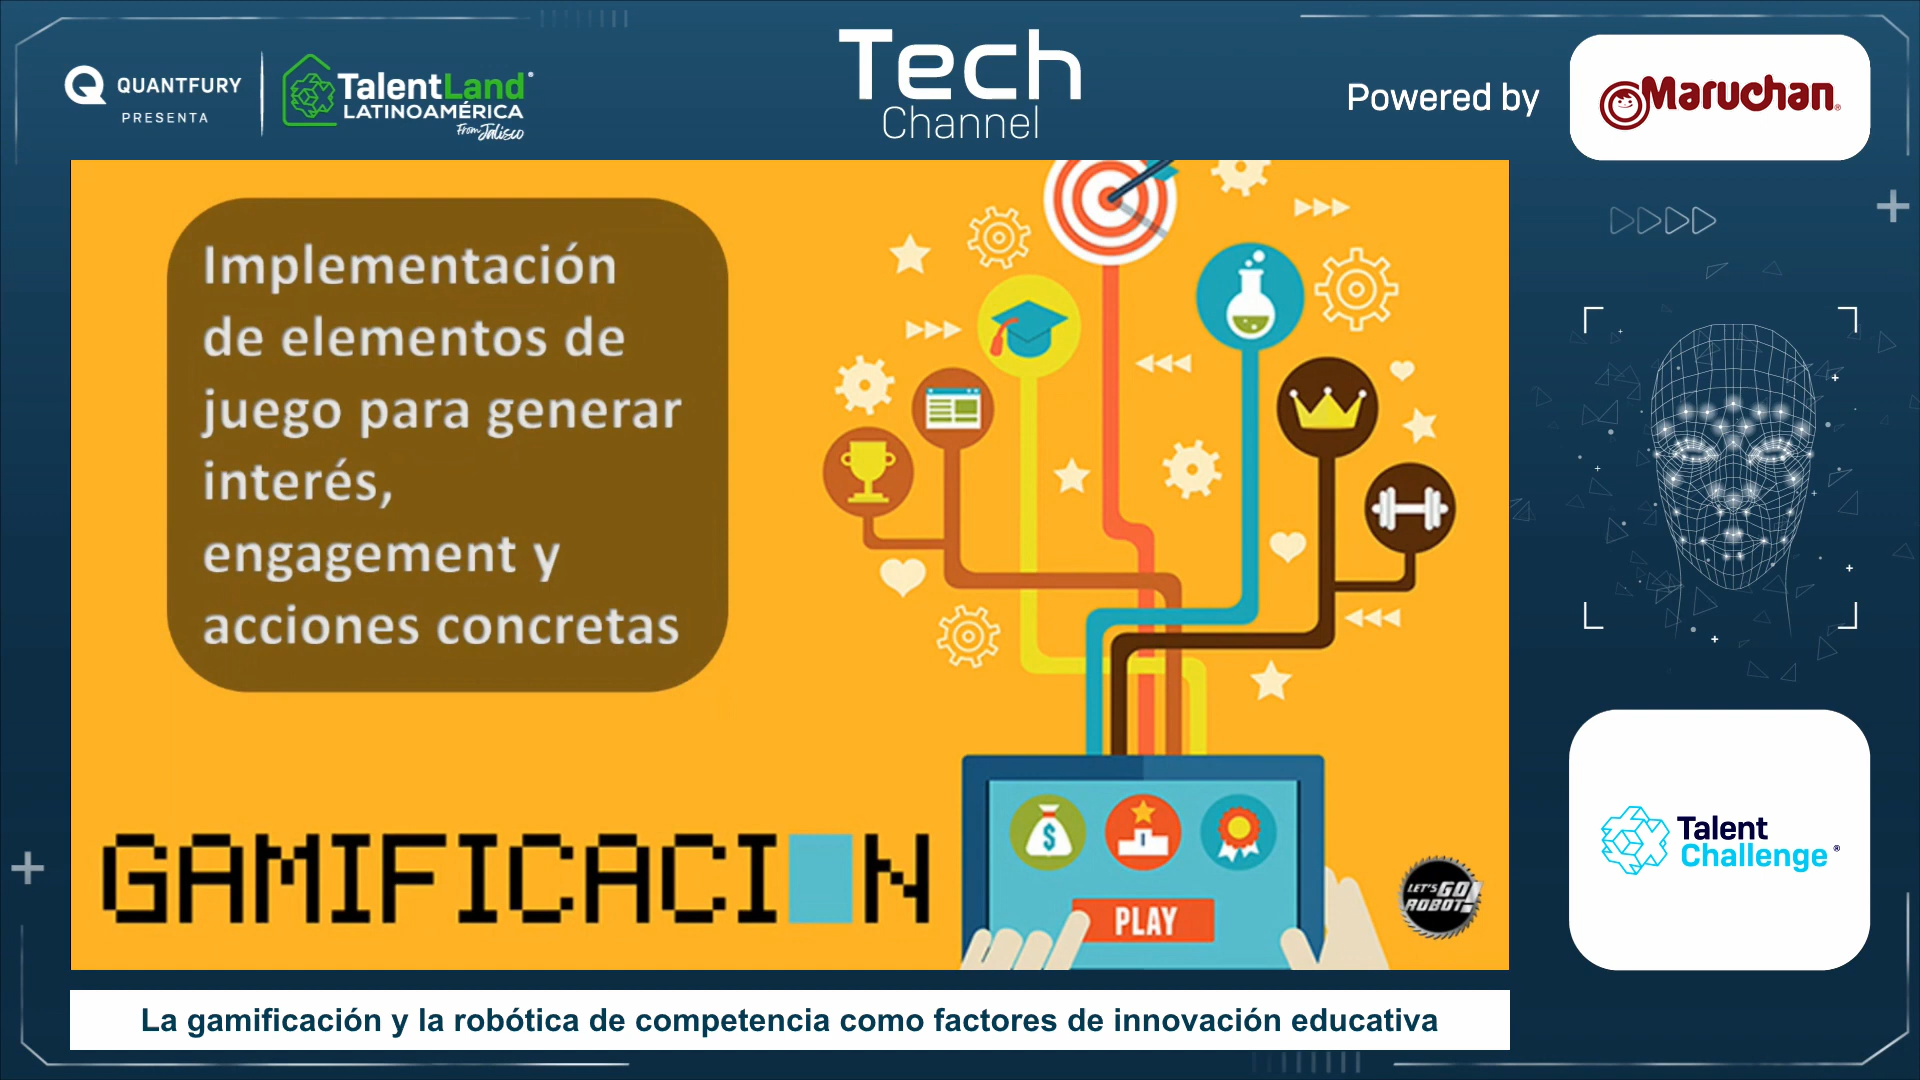 QUANTFURY
PRESENTA
TalentLand
LATINOAMÉRICA
From Jalisco
Tech
Channel
Powered by
Maruchan
Implementación
de elementos de
juego para generar
interés,
engagement y
acciones concretas
GAMIFICACI N
$
1
PLAY
LET'S GO
ROBOT!
Talent
Challenge
La gamificación y la robótica de competencia como factores de innovación educativa